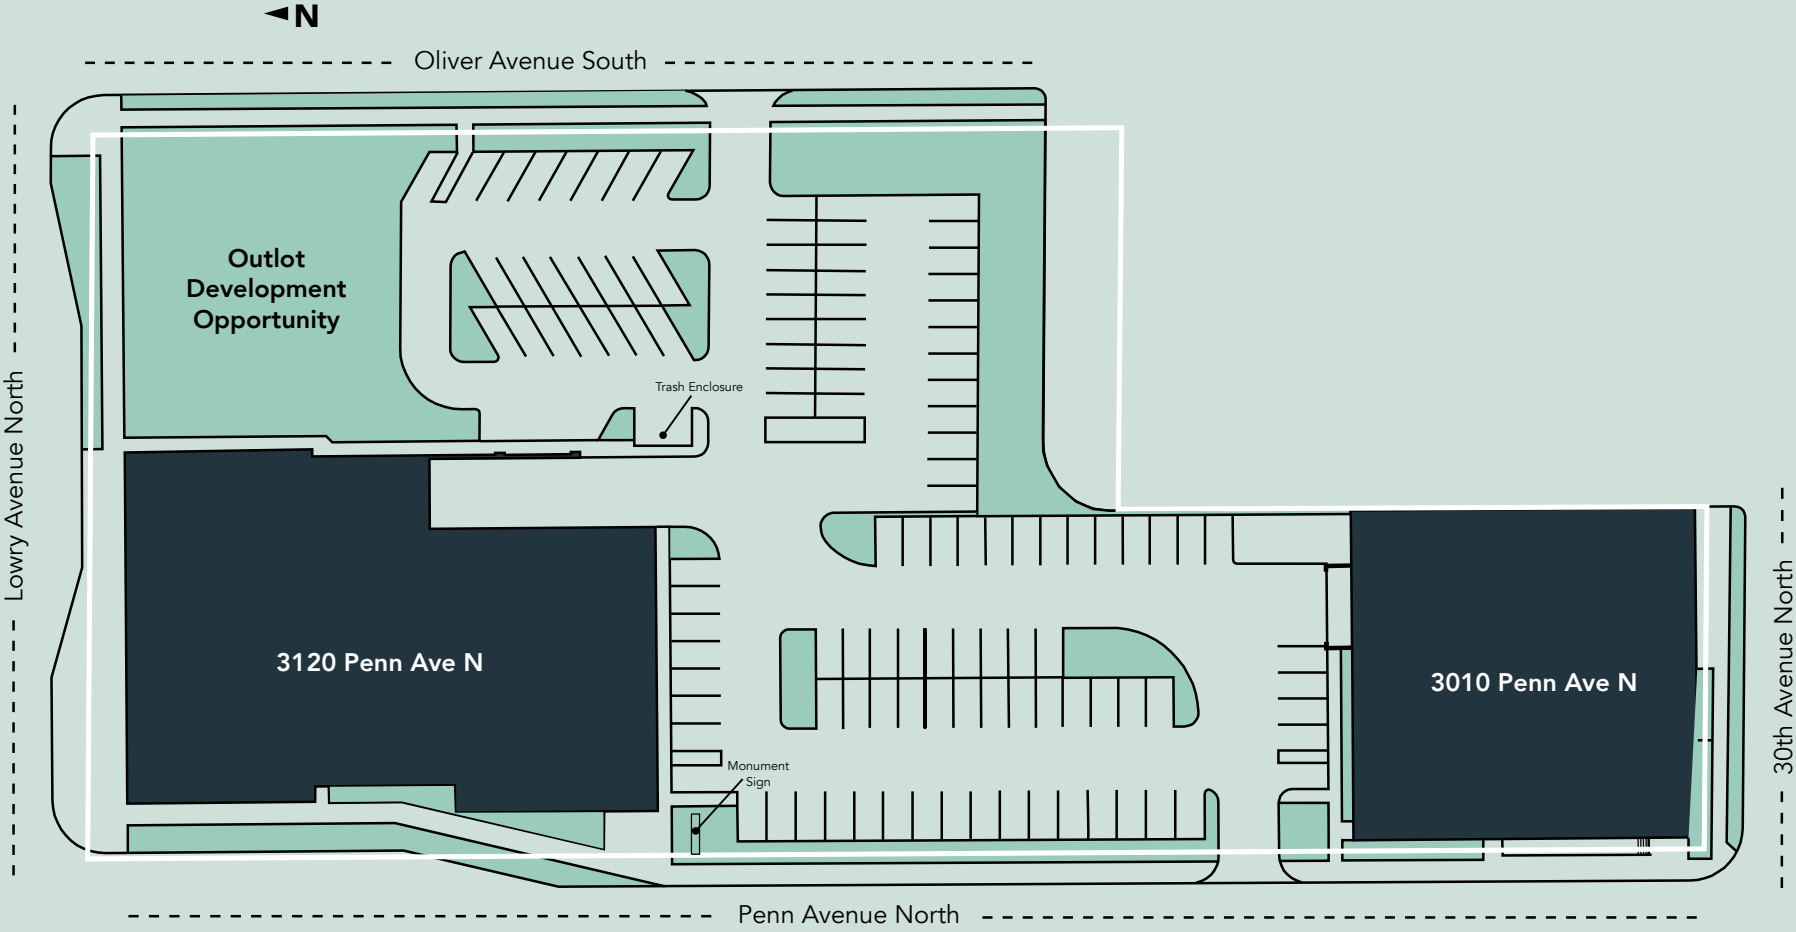 N
Oliver Avenue South
Outlot
Development
Opportunity
Trash Enclosure
Lowry Avenue North
3120 Penn Ave N
3010 Penn Ave N
30th Avenue North
Monument
Sign
Penn Avenue North